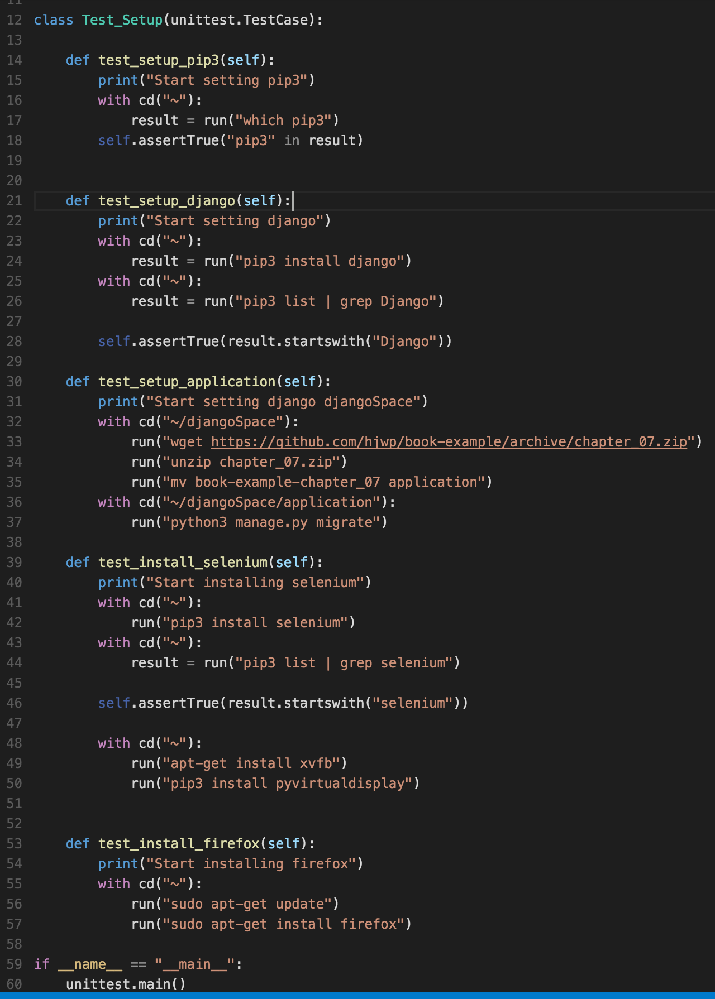 11
12 class Test_Setup(unittest.TestCase):
13
14     def test_setup_pip3(self):
15         print("Start setting pip3")
16         with cd("~"):
17             result = run("which pip3")
18         self.assertTrue("pip3" in result)
19
20
21     def test_setup_django(self):
22         print("Start setting django")
23         with cd("~"):
24             result = run("pip3 install django")
25         with cd("~"):
26             result = run("pip3 list | grep Django")
27
28         self.assertTrue(result.startswith("Django"))
29
30     def test_setup_application(self):
31         print("Start setting django djangoSpace")
32         with cd("~/djangoSpace"):
33             run("wget https://github.com/hjwp/book-example/archive/chapter_07.zip")
34             run("unzip chapter_07.zip")
35             run("mv book-example-chapter_07 application")
36         with cd("~/djangoSpace/application"):
37             run("python3 manage.py migrate")
38
39     def test_install_selenium(self):
40         print("Start installing selenium")
41         with cd("~"):
42             run("pip3 install selenium")
43         with cd("~"):
44             result = run("pip3 list | grep selenium")
45
46         self.assertTrue(result.startswith("selenium"))
47
48         with cd("~"):
49             run("apt-get install xvfb")
50             run("pip3 install pyvirtualdisplay")
51
52
53     def test_install_firefox(self):
54         print("Start installing firefox")
55         with cd("~"):
56             run("sudo apt-get update")
57             run("sudo apt-get install firefox")
58
59 if __name__ == "__main__":
60     unittest.main()